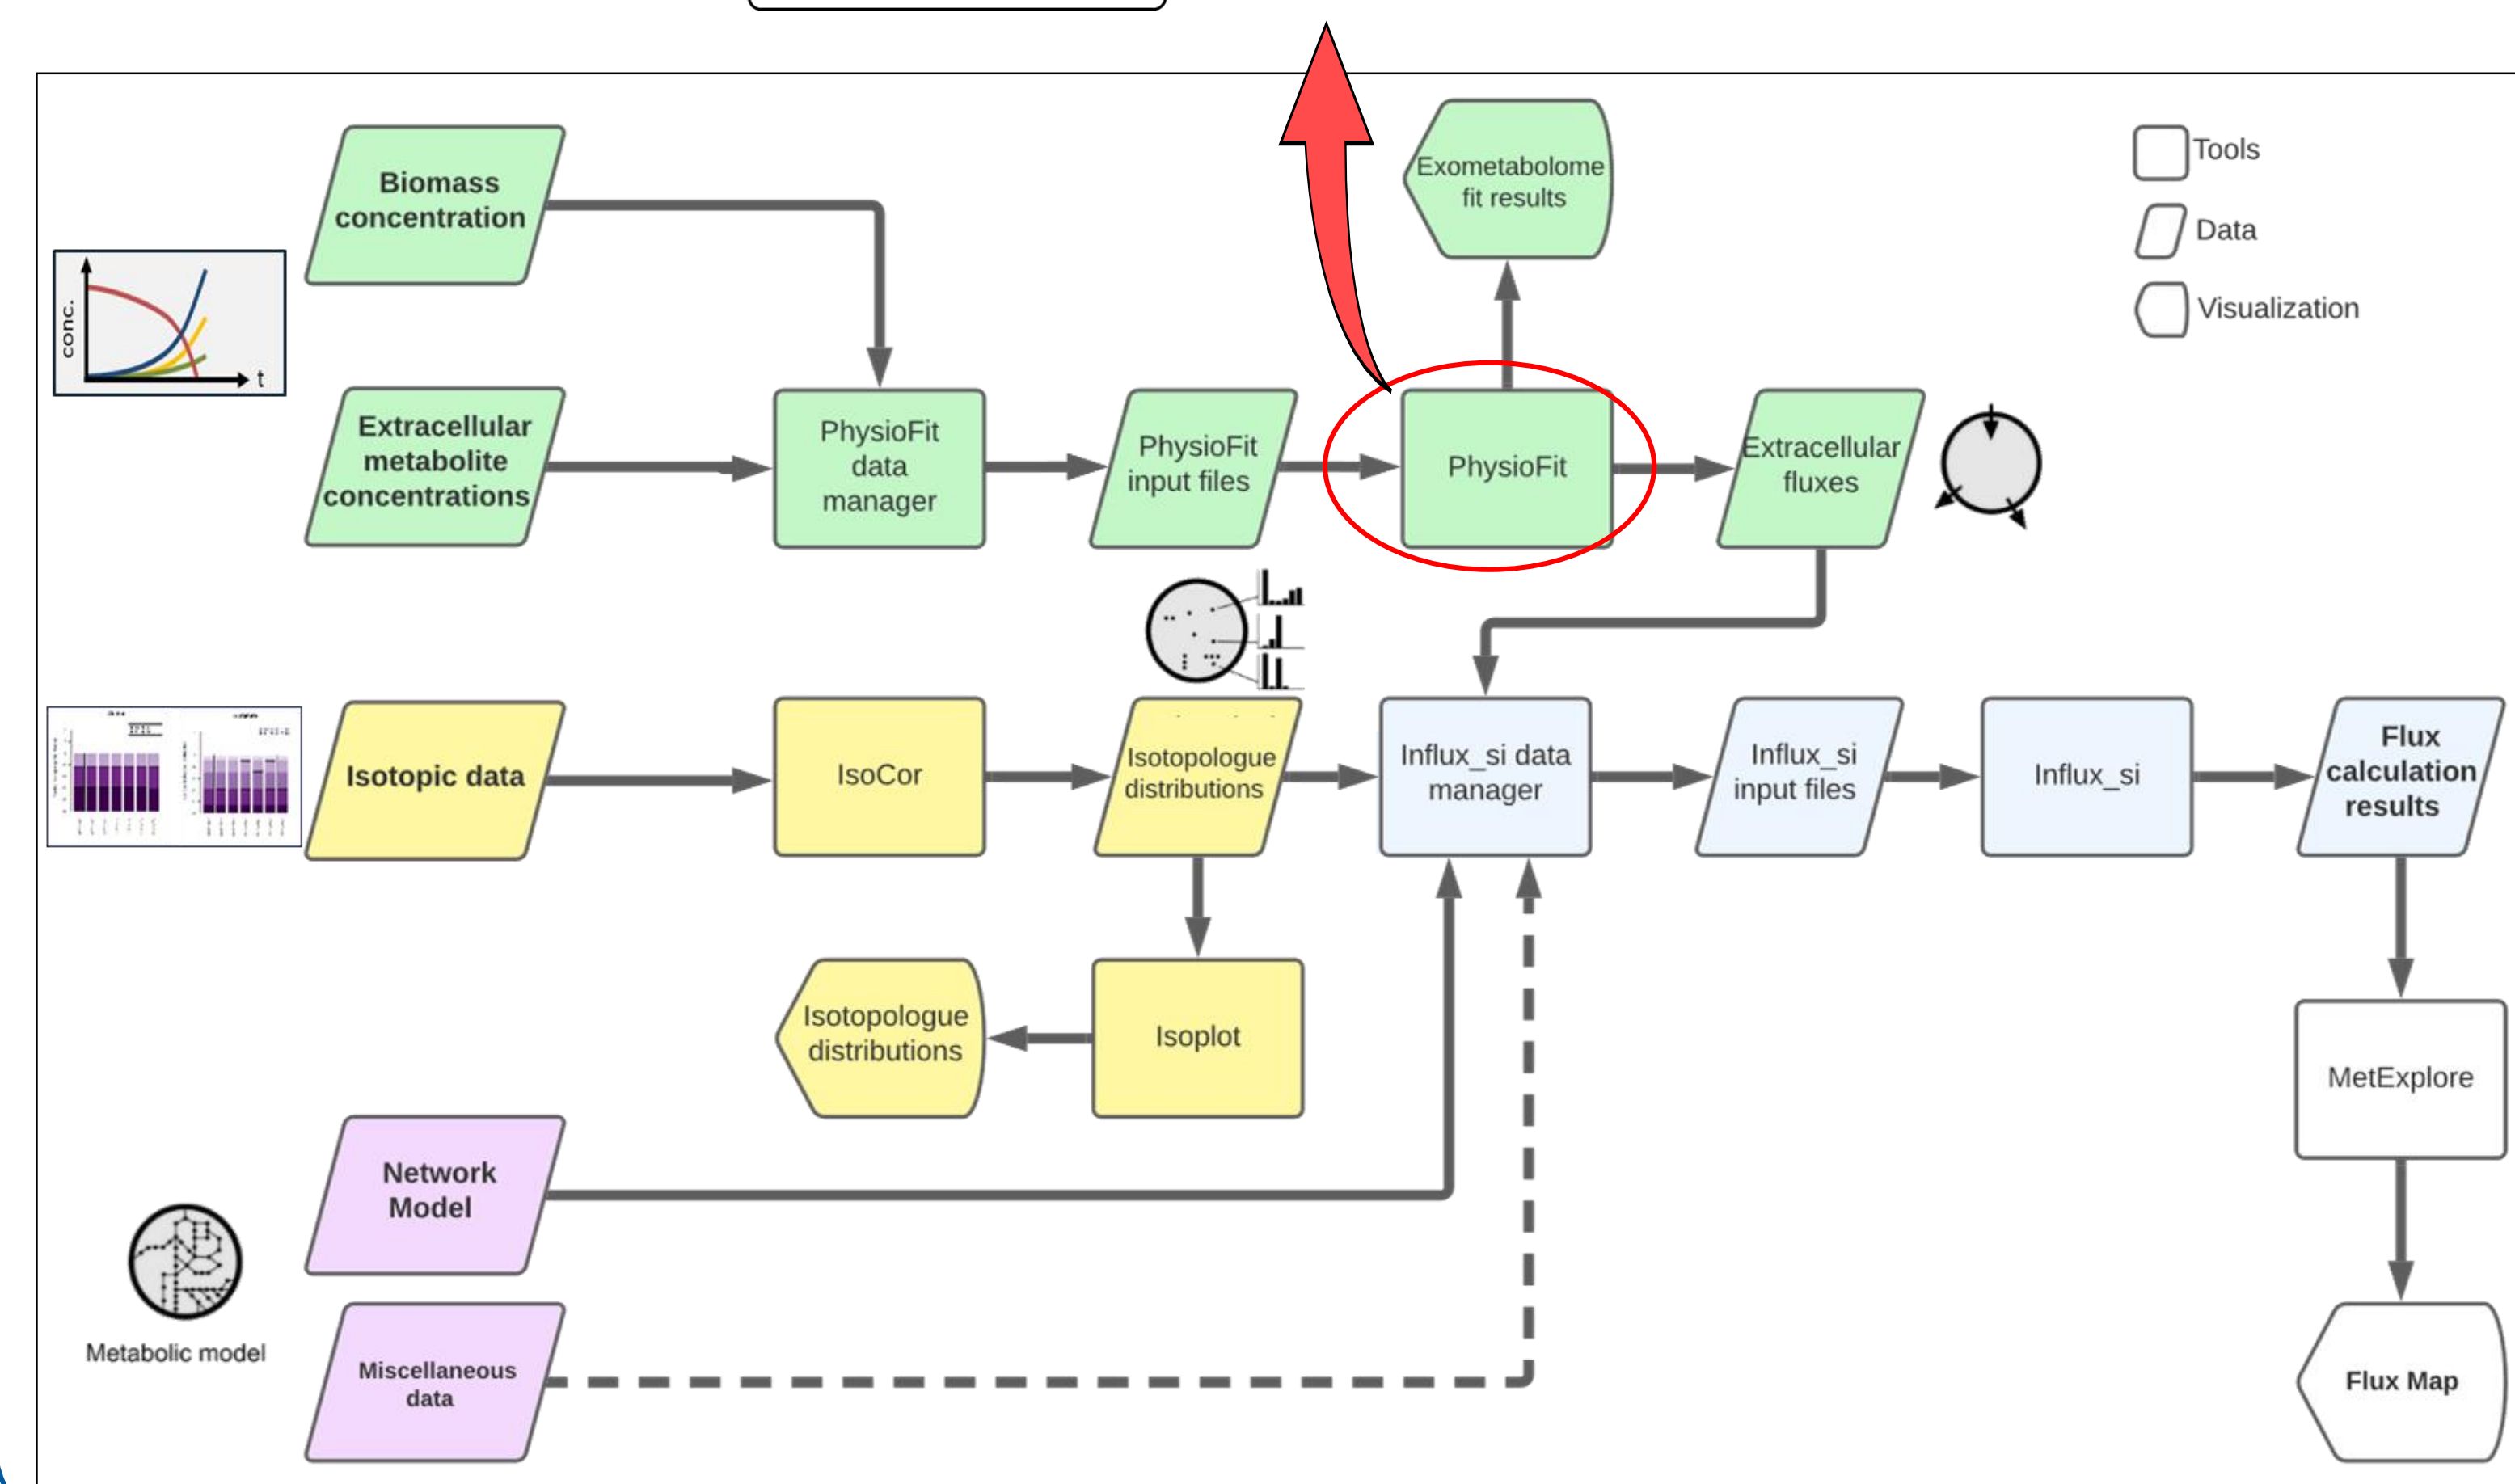 Biomass
concentration
Exometabolome
fit results
Tools
Data
Visualization
conc.
t
Extracellular
metabolite
concentrations
PhysioFit
data
manager
PhysioFit
input files
PhysioFit
Extracellular
fluxes
Isotopic data
IsoCor
Isotopologue
distributions
Influx_si data
manager
Influx_si
input files
Influx_si
Flux
calculation
results
Isotopologue
distributions
Isoplot
MetExplore
Network
Model
Metabolic model
Miscellaneous
data
Flux Map